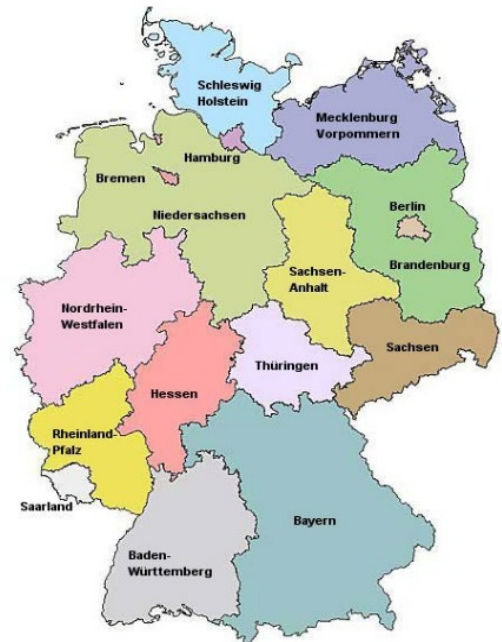 Schleswig
Holstein
Mecklenburg
Vorpommern
Hamburg
Bremen
Niedersachsen
Berlin
Brandenburg
Sachsen-
Anhalt
Nordrhein-
Westfalen
Sachsen
Thüringen
Hessen
Rheinland-
Pfalz
Saarland
Bayern
Baden-
Württemberg